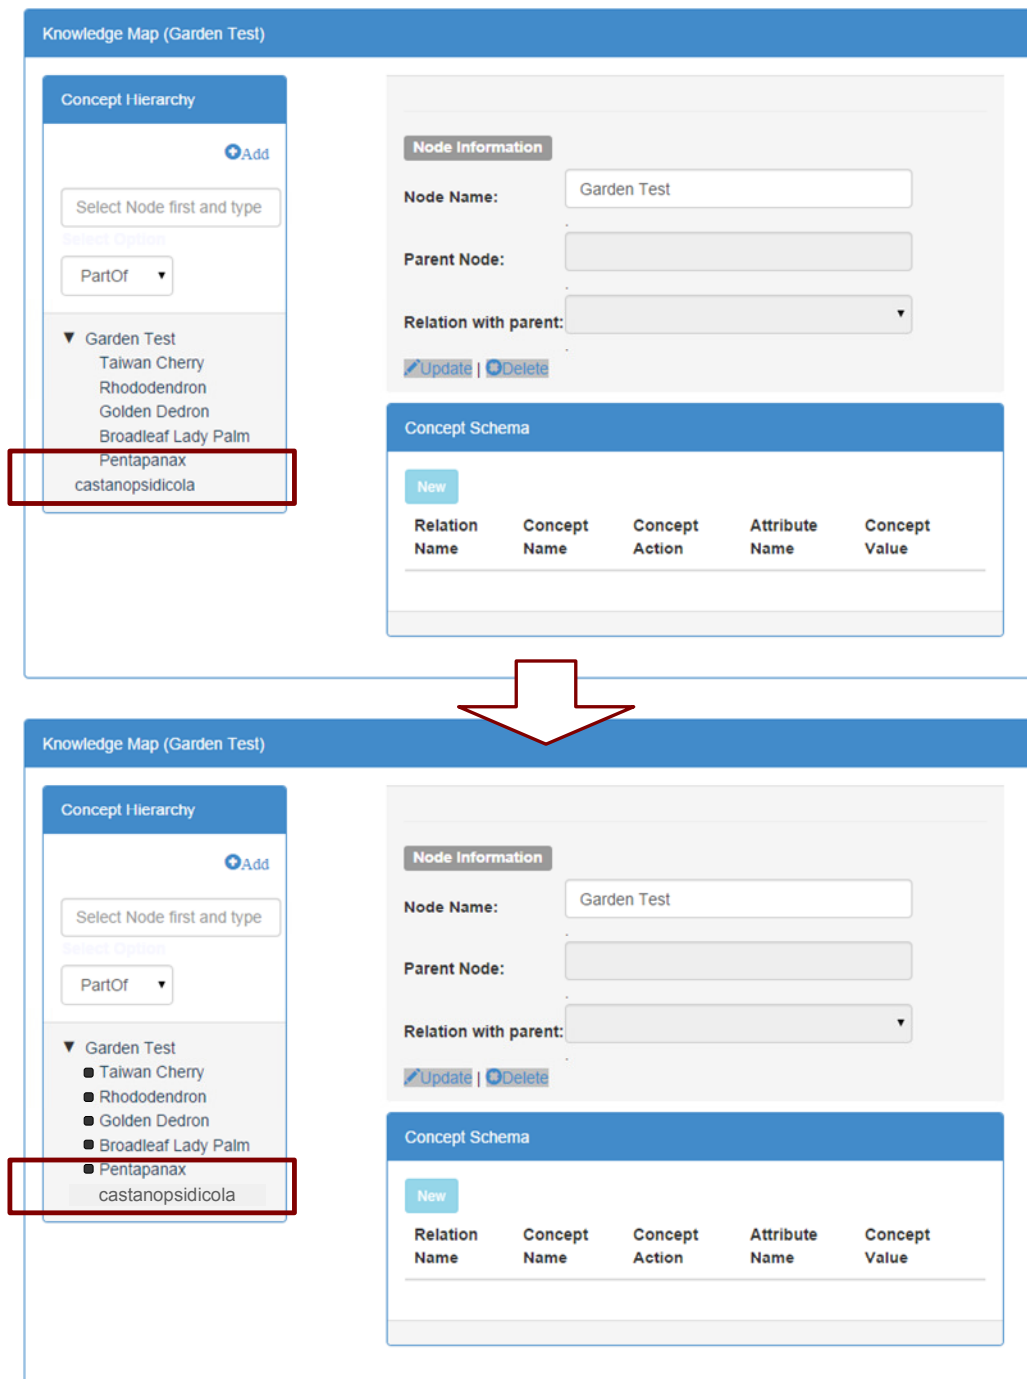 Knowledge Map (Garden Test)
Concept Hierarchy
Add
Select Node first and type
Select Option
PartOf
Garden Test
Taiwan Cherry
Rhododendron
Golden Dedron
Broadleaf Lady Palm
Pentapanax
castanopsidicola
Node Information
Node Name: Garden Test
Parent Node:
Relation with parent:
Update | Delete
Concept Schema
New
Relation Name Concept Name Concept Action Attribute Name Concept Value
Knowledge Map (Garden Test)
Concept Hierarchy
Add
Select Node first and type
Select Option
PartOf
Garden Test
Taiwan Cherry
Rhododendron
Golden Dedron
Broadleaf Lady Palm
Pentapanax
castanopsidicola
Node Information
Node Name: Garden Test
Parent Node:
Relation with parent:
Update | Delete
Concept Schema
New
Relation Name Concept Name Concept Action Attribute Name Concept Value